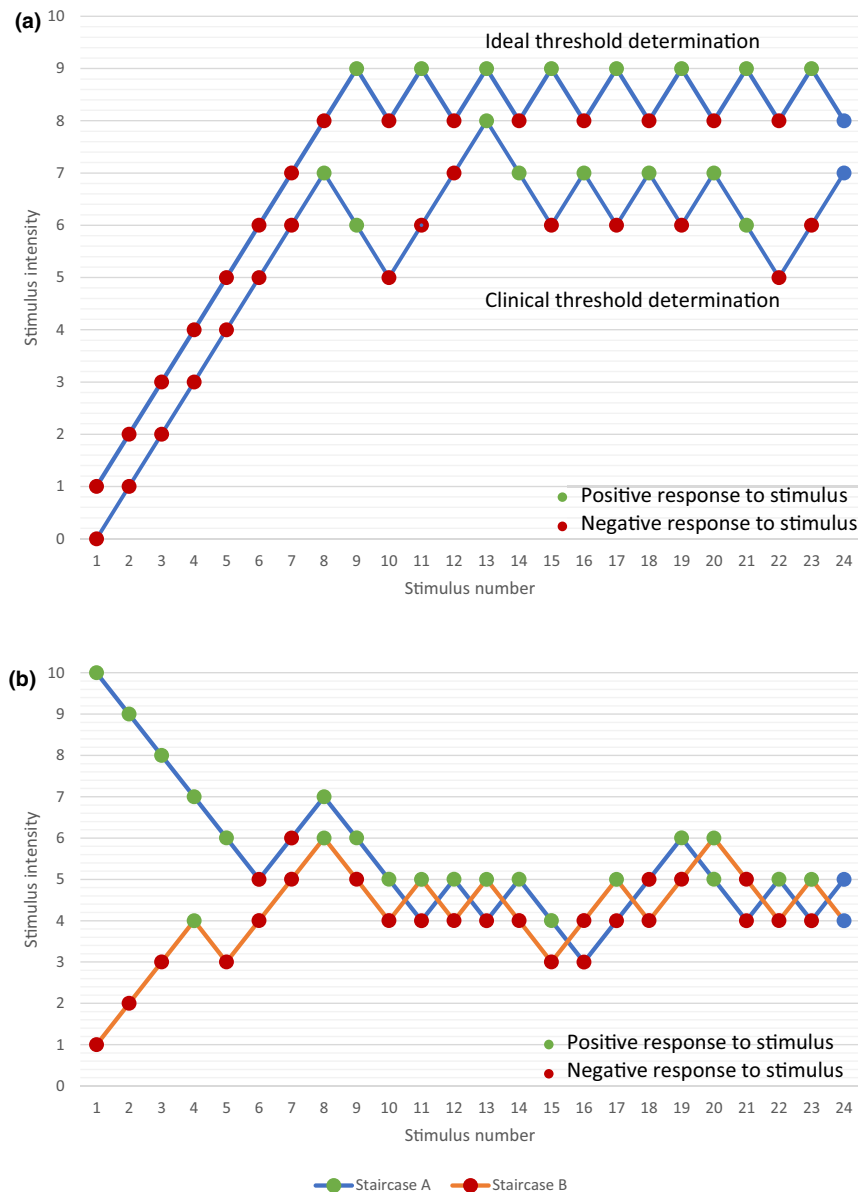 (a)
Stimulus intensity
10
9
8
7
6
5
4
3
2
1
0
Ideal threshold determination
Clinical threshold determination
Positive response to stimulus
Negative response to stimulus
1 2 3 4 5 6 7 8 9 10 11 12 13 14 15 16 17 18 19 20 21 22 23 24
Stimulus number
(b)
Stimulus intensity
10
9
8
7
6
5
4
3
2
1
0
Positive response to stimulus
Negative response to stimulus
1 2 3 4 5 6 7 8 9 10 11 12 13 14 15 16 17 18 19 20 21 22 23 24
Stimulus number
Staircase A Staircase B